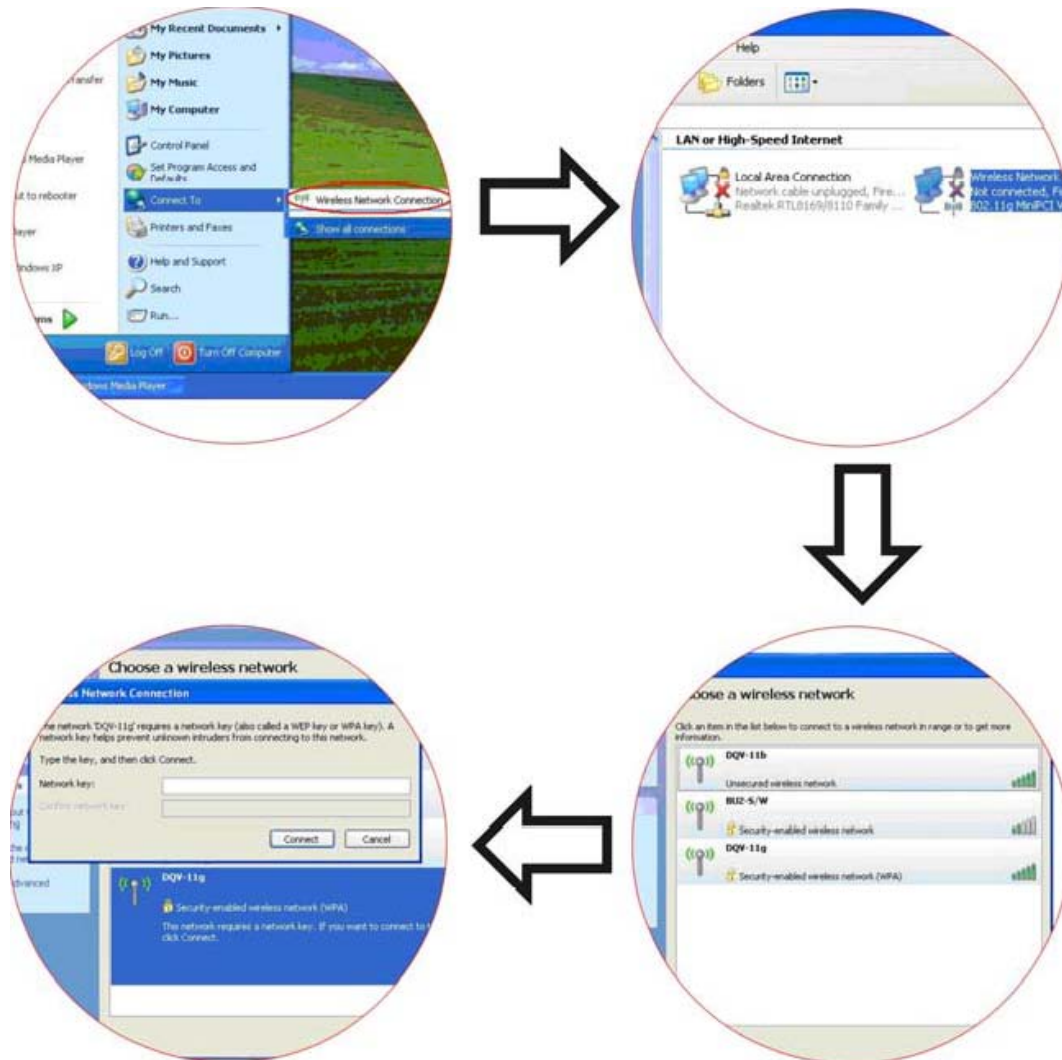 My Recent Documents
My Pictures
My Music
My Computer
Control Panel
Set Program Access and
Defaults
Connect To
Printers and Faxes
Help and Support
Search
Run...
Media Player
to rebooter
Windows XP
Wireless Network Connection
Show all connections
Log Off
Turn Off Computer
Media Player
Help
Folders
LAN or High-Speed Internet
Local Area Connection
Network cable unplugged, Fire...
Realtek RTL8169/8110 Family ...
Wireless Network
Not connected,
802.11g MiniPCI
Choose a wireless network
Network Connection
The network 'DQV-11g' requires a network key (also called a WEP key or WPA key). A
network key helps prevent unknown intruders from connecting to this network.
Type the key, and then click Connect.
Network key:
Confirm network key:
Connect
Cancel
DQV-11g
Security-enabled wireless network (WPA)
This network requires a network key. If you want to connect to
click Connect.
a wireless network
Click an item in the list below to connect to a wireless network in range or to get more
information.
DQV-11b
Unsecured wireless network
BU2-S/W
Security-enabled wireless network
DQV-11g
Security-enabled wireless network (WPA)